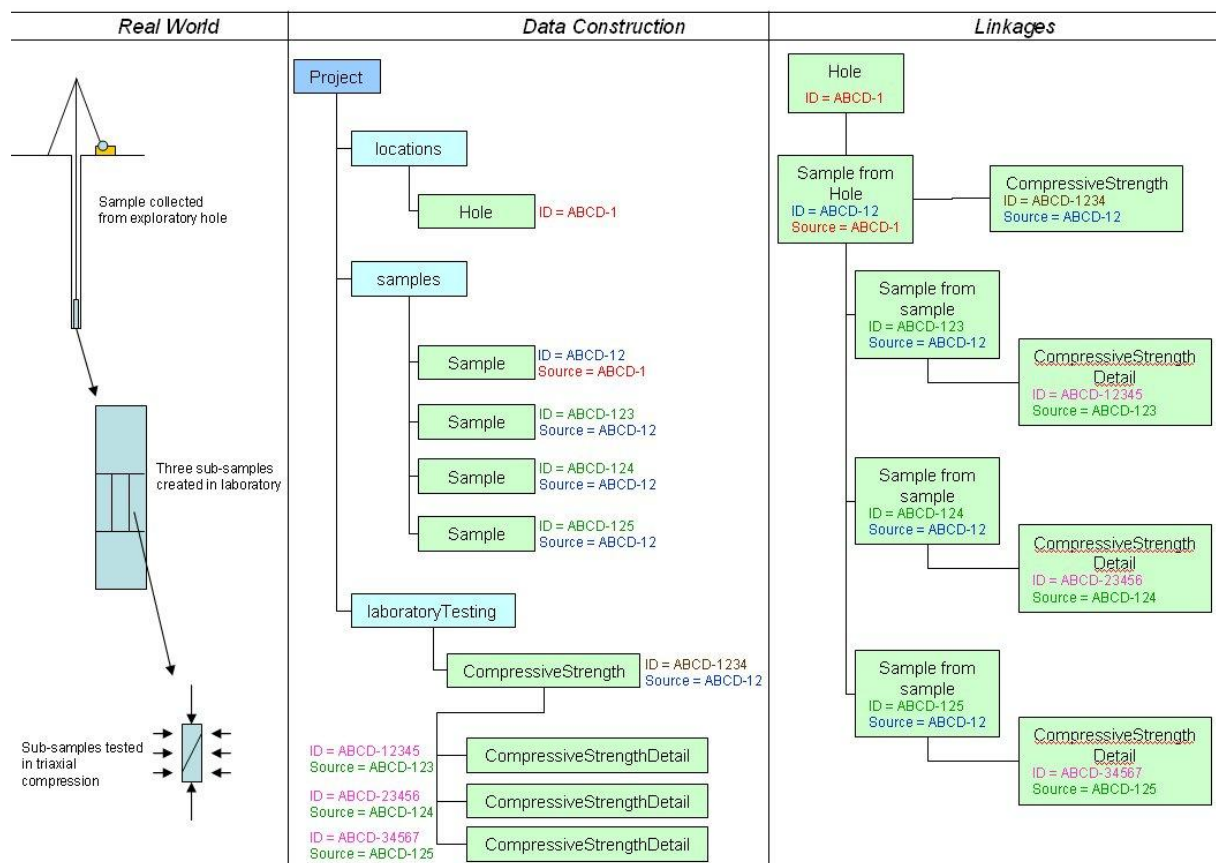 Real World
Data Construction
Linkages
Sample collected
from exploratory hole
Three sub-samples
created in laboratory
Sub-samples tested
in triaxial
compression
Project
locations
Hole
ID = ABCD-1
samples
Sample
ID = ABCD-12
Source = ABCD-1
Sample
ID = ABCD-123
Source = ABCD-12
Sample
ID = ABCD-124
Source = ABCD-12
Sample
ID = ABCD-125
Source = ABCD-12
laboratoryTesting
CompressiveStrength
ID = ABCD-1234
Source = ABCD-12
ID = ABCD-12345
Source = ABCD-123
CompressiveStrengthDetail
ID = ABCD-23456
Source = ABCD-124
CompressiveStrengthDetail
ID = ABCD-34567
Source = ABCD-125
CompressiveStrengthDetail
Hole
ID = ABCD-1
Sample from
Hole
ID = ABCD-12
Source = ABCD-1
CompressiveStrength
ID = ABCD-1234
Source = ABCD-12
Sample from
sample
ID = ABCD-123
Source = ABCD-12
CompressiveStrength
Detail
ID = ABCD-12345
Source = ABCD-123
Sample from
sample
ID = ABCD-124
Source = ABCD-12
CompressiveStrength
Detail
ID = ABCD-23456
Source = ABCD-124
Sample from
sample
ID = ABCD-125
Source = ABCD-12
CompressiveStrength
Detail
ID = ABCD-34567
Source = ABCD-125